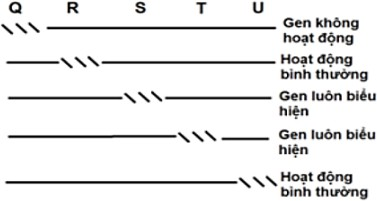 Q R S T U
Gen không
hoạt động
Hoạt động
bình thường
Gen luôn biểu
hiện
Gen luôn biểu
hiện
Hoạt động
bình thường